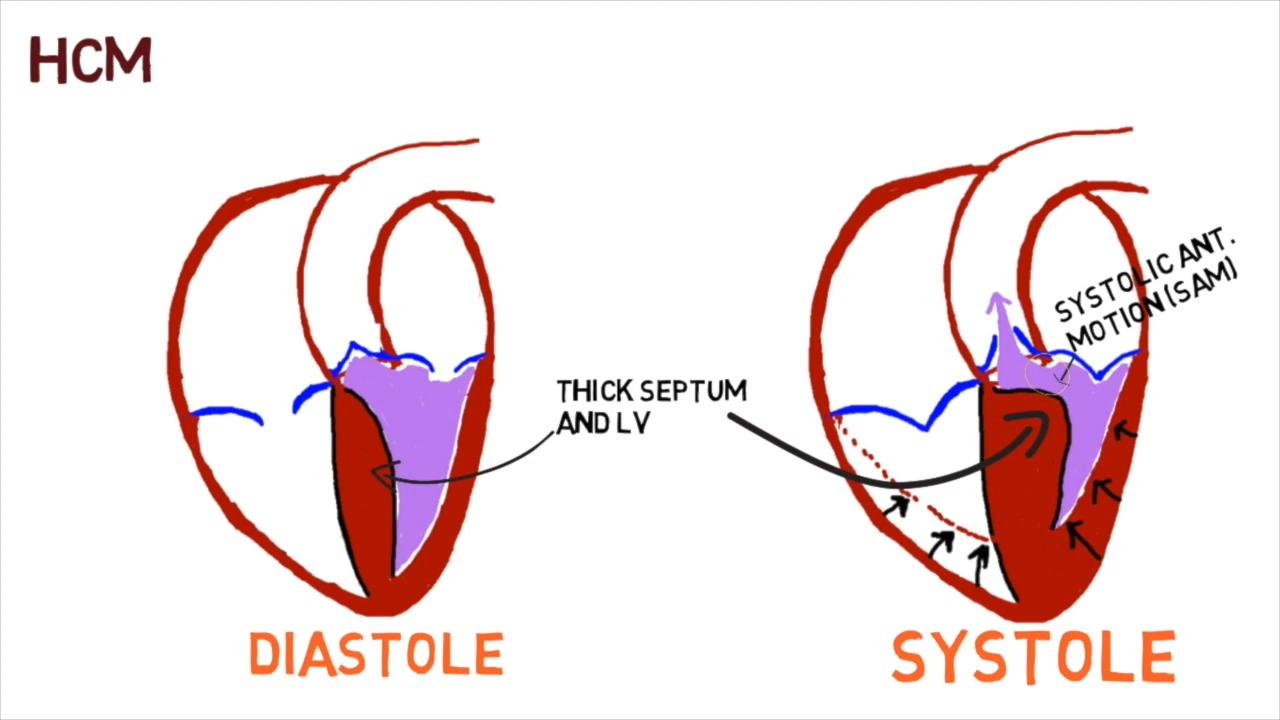 HCM
THICK SEPTUM
AND LV
SYSTOLIC ANT.
MOTION (SAM)
DIASTOLE
SYSTOLE